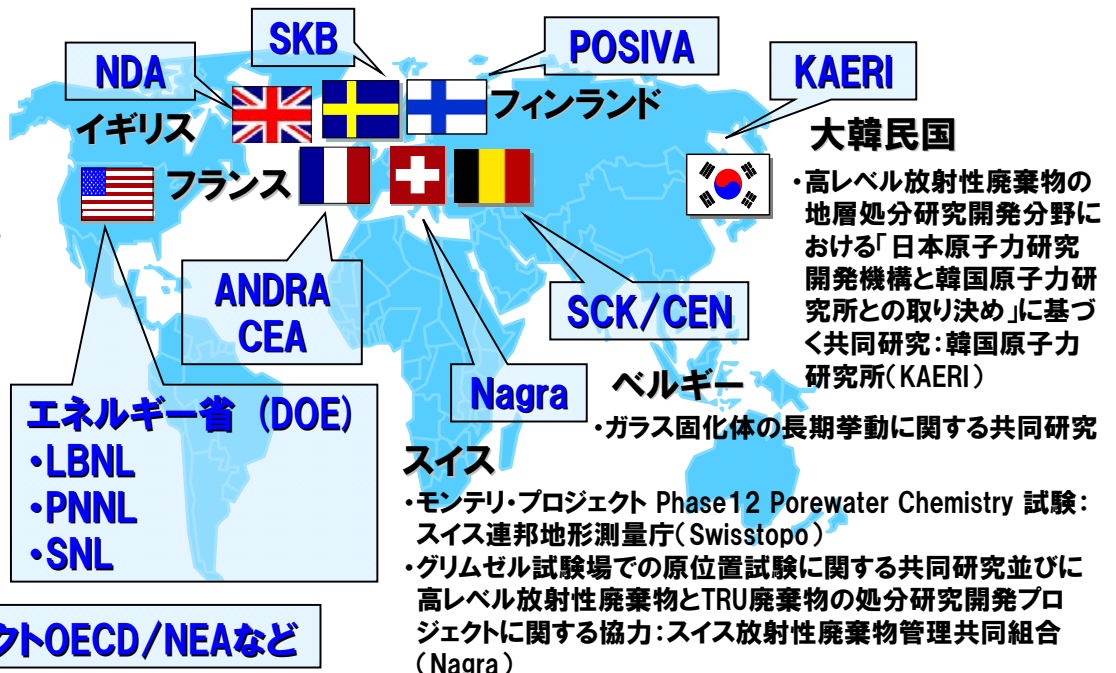 SKB
POSIVA
NDA
KAERI
イギリス
フィンランド
大韓民国
フランス
・高レベル放射性廃棄物の
地層処分研究開発分野に
おける「日本原子力研究
開発機構と韓国原子力研
究所との取り決め」に基づ
く共同研究：韓国原子力
研究所（KAERI）
ANDRA
CEA
SCK/CEN
Nagra
ベルギー
・ガラス固化体の長期挙動に関する共同研究
エネルギー省 （DOE）
・LBNL
・PNNL
・SNL
スイス
・モンテリ・プロジェクト Phase12 Porewater Chemistry 試験：
スイス連邦地形測量庁（Swisstopo）
・グリムゼル試験場での原位置試験に関する共同研究並びに
高レベル放射性廃棄物とTRU廃棄物の処分研究開発プロ
ジェクトに関する協力：スイス放射性廃棄物管理共同組合
（Nagra）
クトOECD/NEAなど